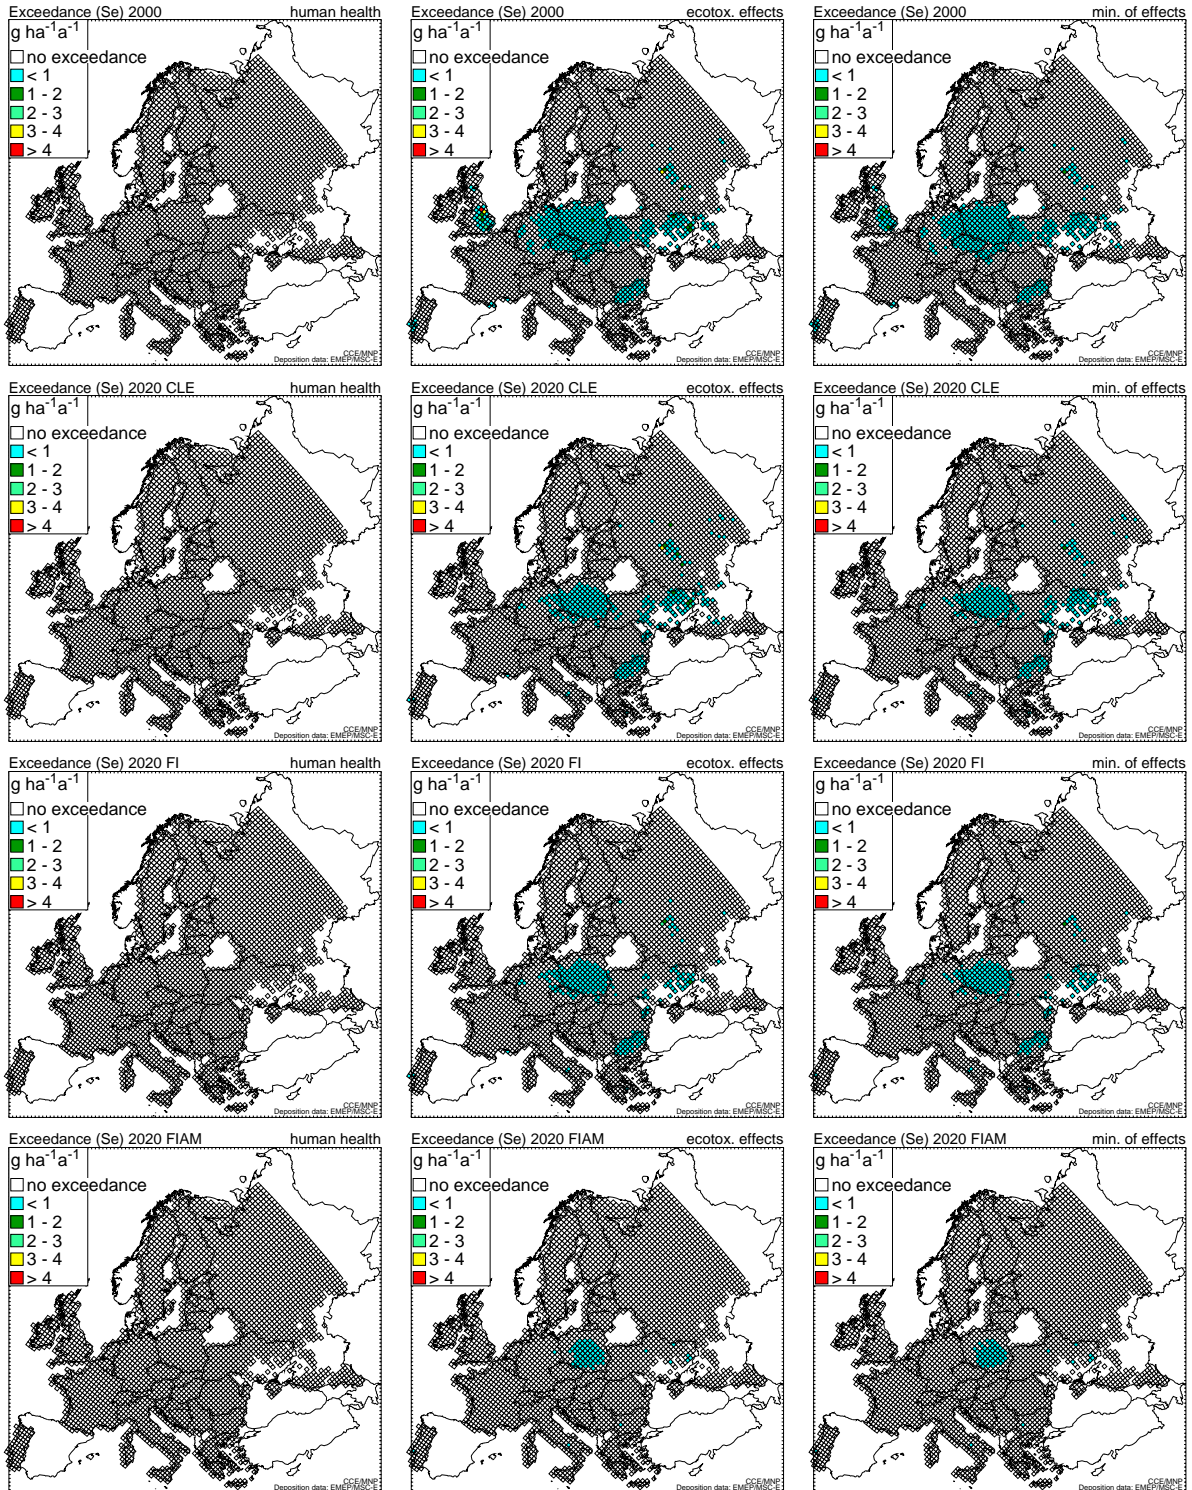 Exceedance (Se) 2000 human health
g ha-1a-1
no exceedance
< 1
1 - 2
2 - 3
3 - 4
> 4
CCE/MNP
Deposition data: EMEP/MSC-E
Exceedance (Se) 2000 ecotox. effects
g ha-1a-1
no exceedance
< 1
1 - 2
2 - 3
3 - 4
> 4
CCE/MNP
Deposition data: EMEP/MSC-E
Exceedance (Se) 2000 min. of effects
g ha-1a-1
no exceedance
< 1
1 - 2
2 - 3
3 - 4
> 4
CCE/MNP
Deposition data: EMEP/MSC-E
Exceedance (Se) 2020 CLE human health
g ha-1a-1
no exceedance
< 1
1 - 2
2 - 3
3 - 4
> 4
CCE/MNP
Deposition data: EMEP/MSC-E
Exceedance (Se) 2020 CLE ecotox. effects
g ha-1a-1
no exceedance
< 1
1 - 2
2 - 3
3 - 4
> 4
CCE/MNP
Deposition data: EMEP/MSC-E
Exceedance (Se) 2020 CLE min. of effects
g ha-1a-1
no exceedance
< 1
1 - 2
2 - 3
3 - 4
> 4
CCE/MNP
Deposition data: EMEP/MSC-E
Exceedance (Se) 2020 FI human health
g ha-1a-1
no exceedance
< 1
1 - 2
2 - 3
3 - 4
> 4
CCE/MNP
Deposition data: EMEP/MSC-E
Exceedance (Se) 2020 FI ecotox. effects
g ha-1a-1
no exceedance
< 1
1 - 2
2 - 3
3 - 4
> 4
CCE/MNP
Deposition data: EMEP/MSC-E
Exceedance (Se) 2020 FI min. of effects
g ha-1a-1
no exceedance
< 1
1 - 2
2 - 3
3 - 4
> 4
CCE/MNP
Deposition data: EMEP/MSC-E
Exceedance (Se) 2020 FIAM human health
g ha-1a-1
no exceedance
< 1
1 - 2
2 - 3
3 - 4
> 4
CCE/MNP
Deposition data: EMEP/MSC-E
Exceedance (Se) 2020 FIAM ecotox. effects
g ha-1a-1
no exceedance
< 1
1 - 2
2 - 3
3 - 4
> 4
CCE/MNP
Deposition data: EMEP/MSC-E
Exceedance (Se) 2020 FIAM min. of effects
g ha-1a-1
no exceedance
< 1
1 - 2
2 - 3
3 - 4
> 4
CCE/MNP
Deposition data: EMEP/MSC-E